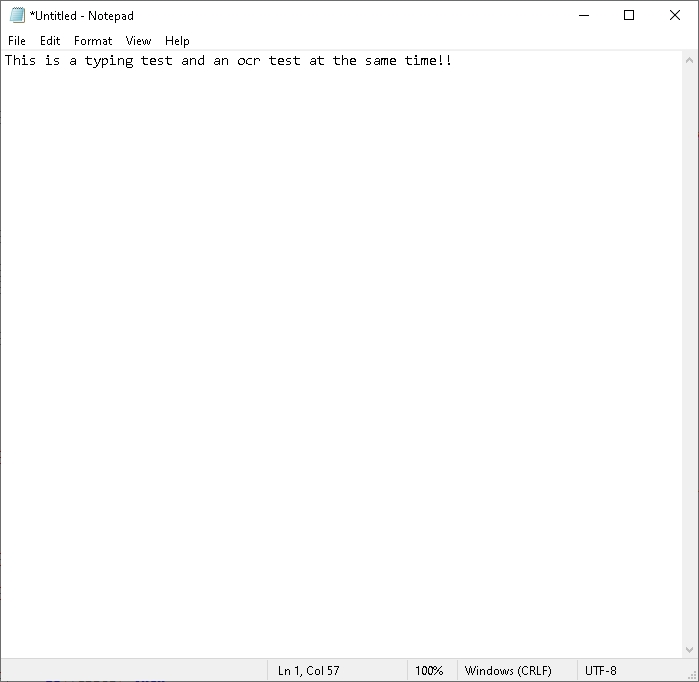 *Untitled - Notepad
File Edit Format View Help
This is a typing test and an ocr test at the same time!!
Ln 1, Col 57 100% Windows (CRLF) UTF-8